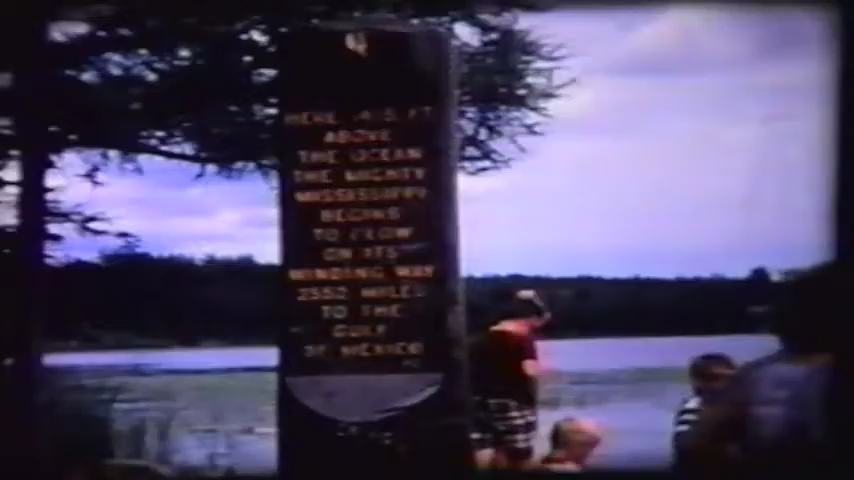 HERE
ABOVE
THE OCEAN
THE MIGHTY
MISSISSIPPI
BEGINS
TO FLOW
ON ITS
WINDING WAY
2552 MILES
TO THE
GULF
OF MEXICO